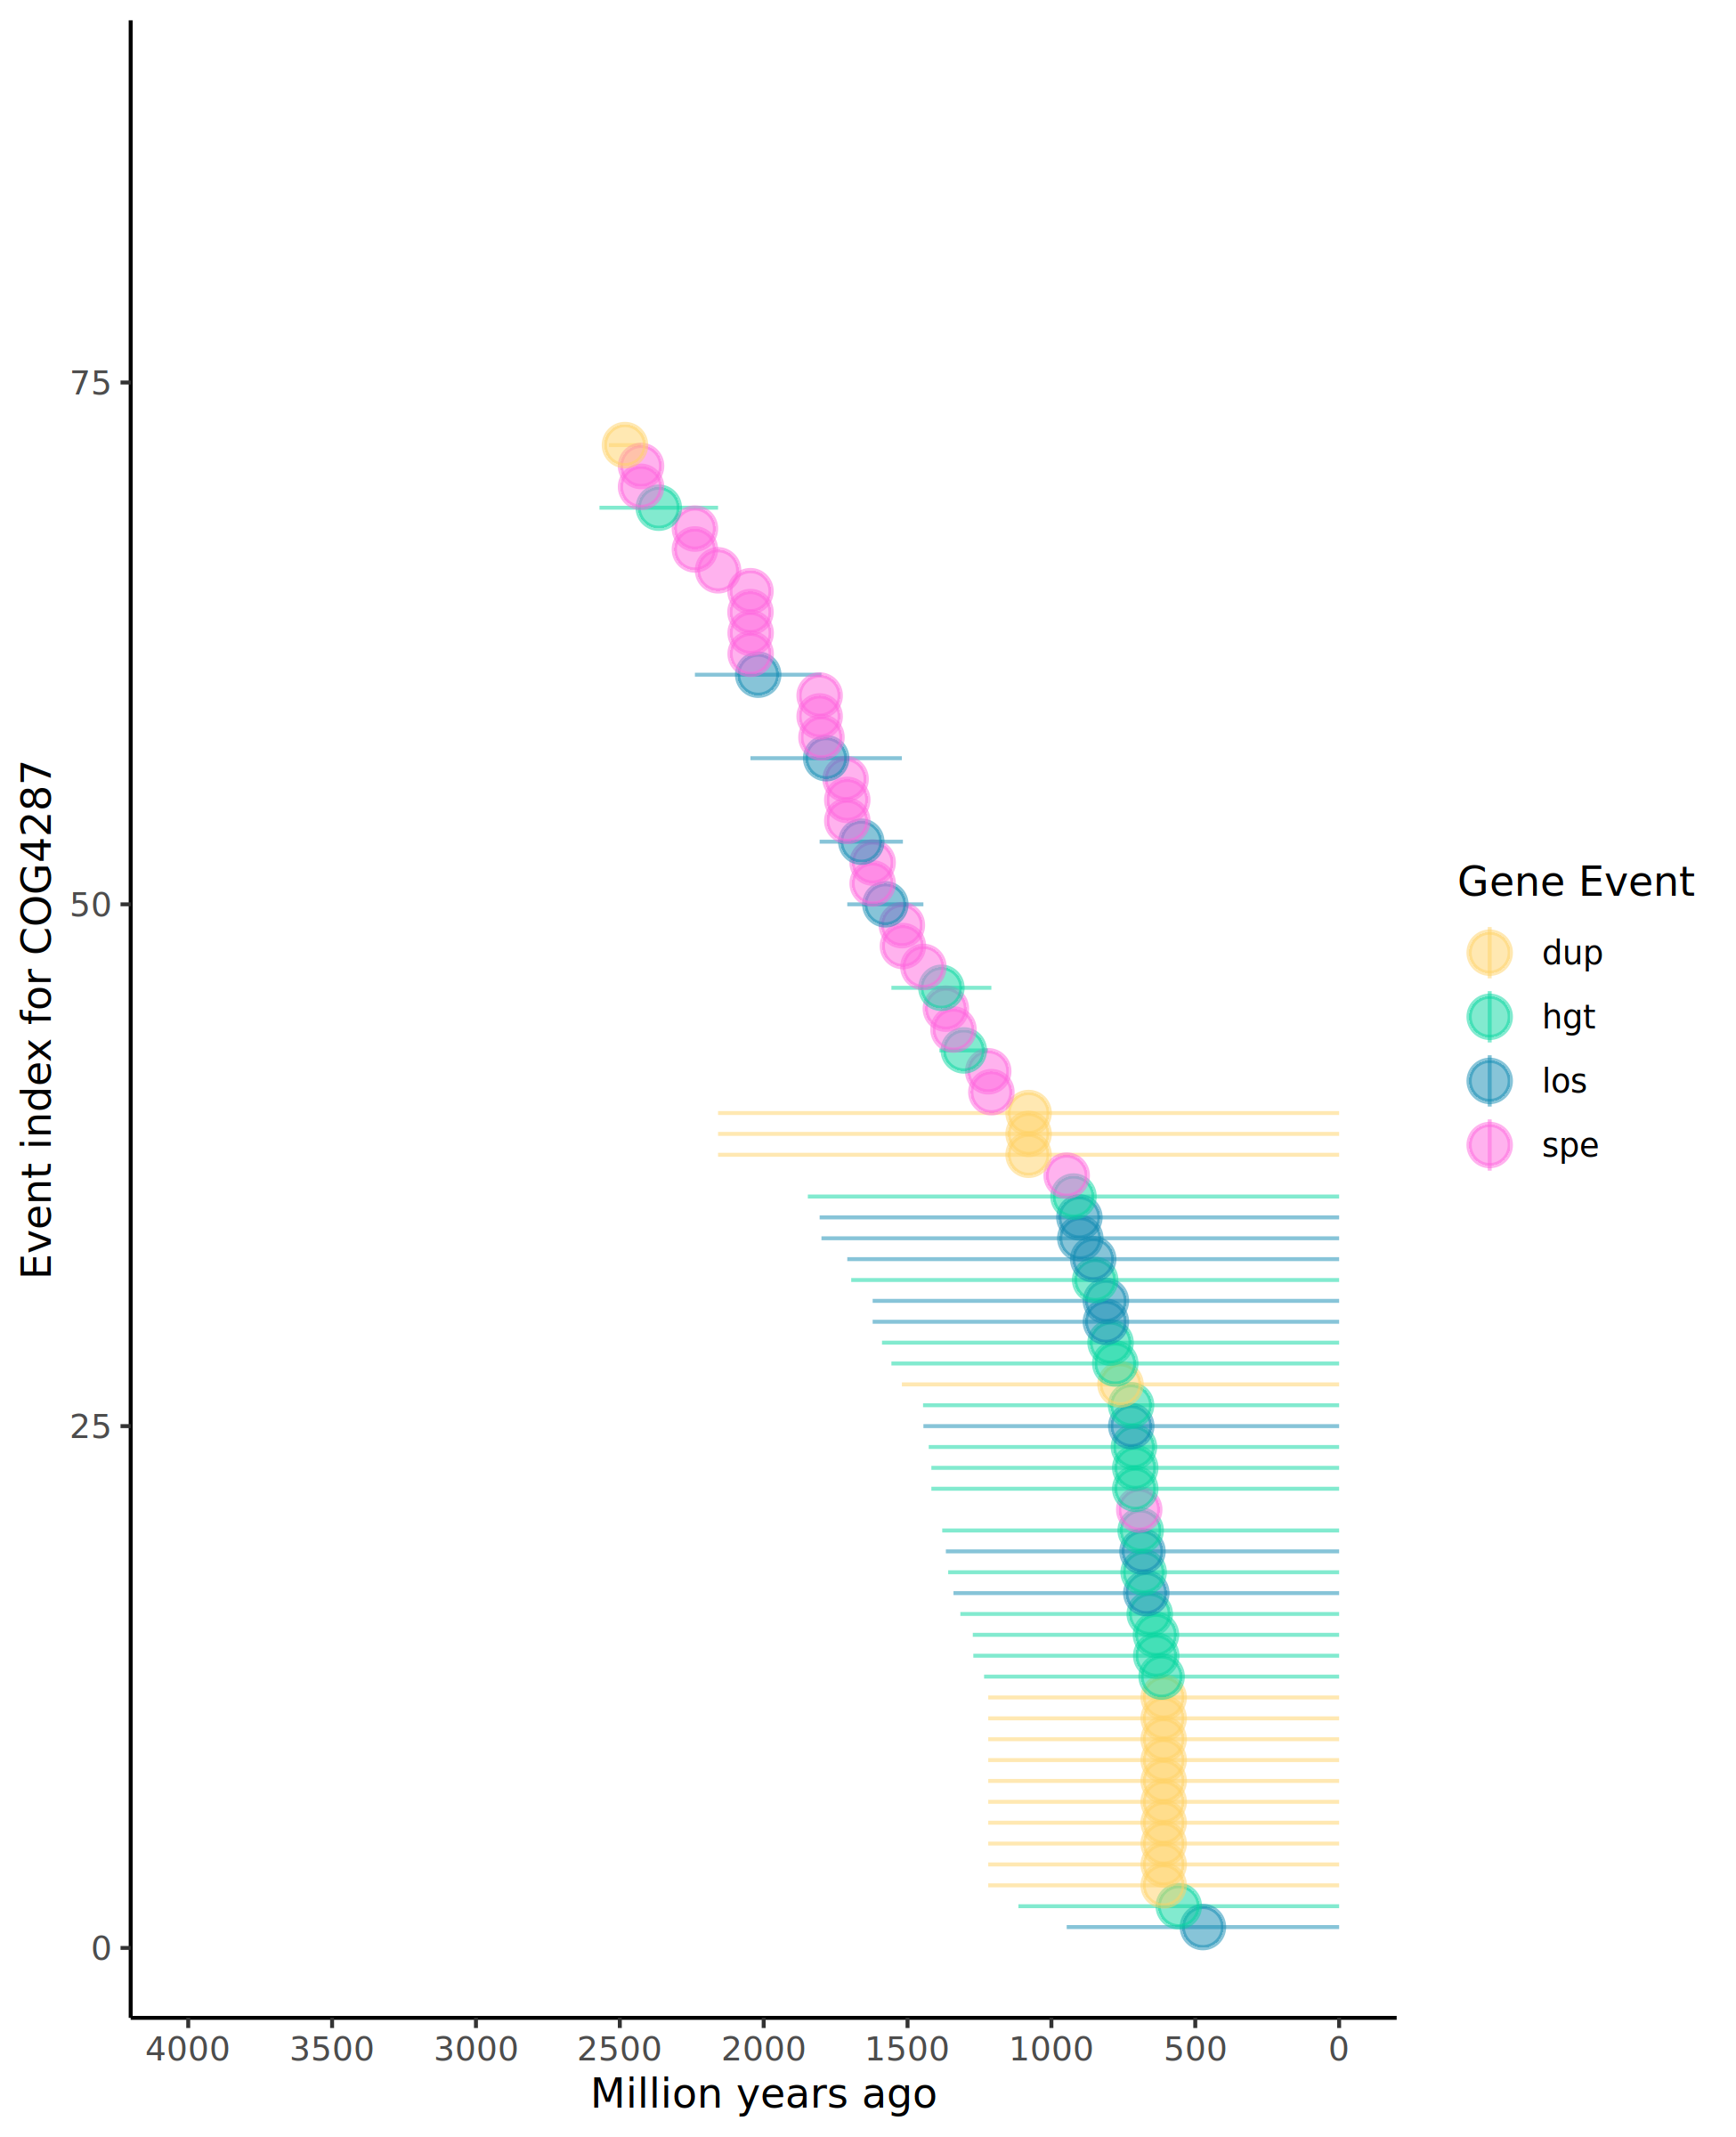 Event index for COG4287
75
50
25
0
4000 3500 3000 2500 2000 1500 1000 500 0
Million years ago
Gene Event
dup
hgt
los
spe